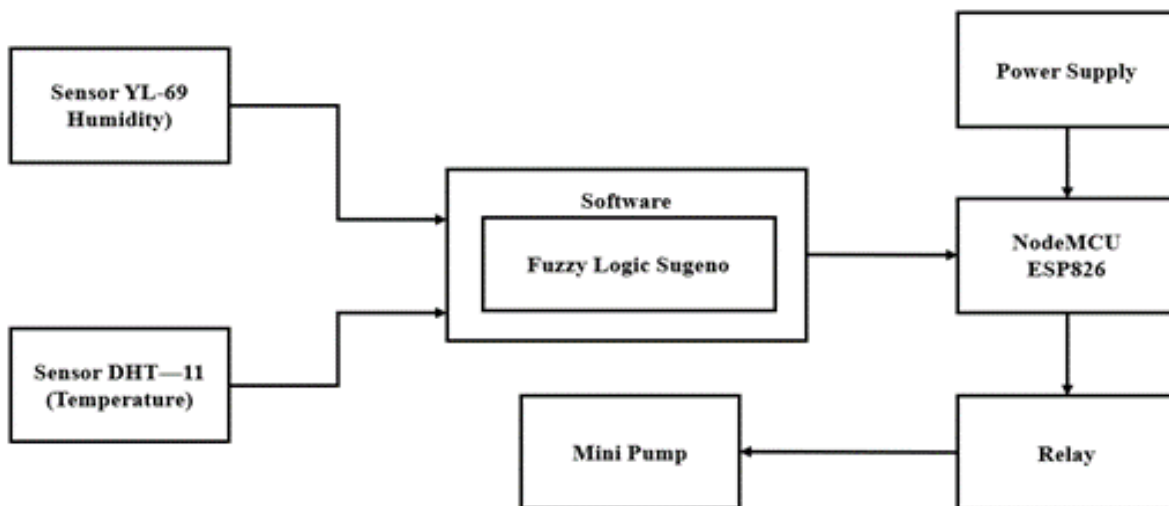 Sensor YL-69
Humidity)
Power Supply
Software
Fuzzy Logic Sugeno
NodeMCU
ESP826
Sensor DHT—11
(Temperature)
Mini Pump
Relay